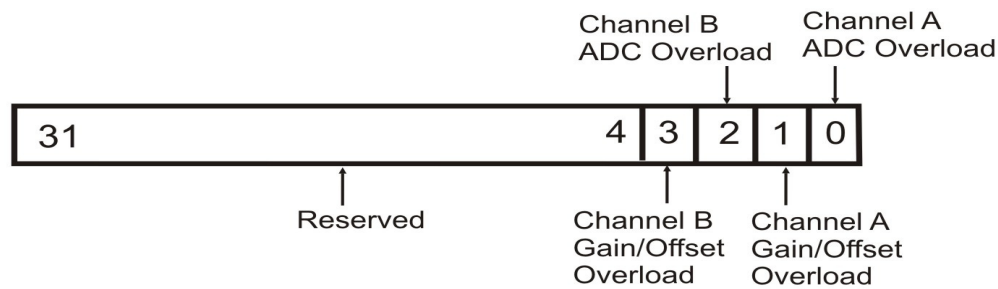 Channel B Channel A
ADC Overload ADC Overload
31 4 3 2 1 0
Reserved Channel B Channel A
Gain/Offset Gain/Offset
Overload Overload